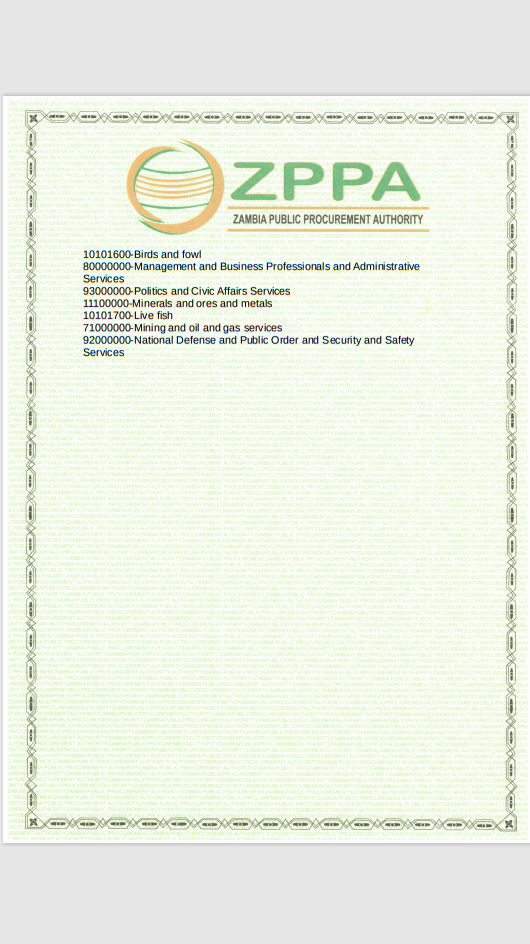 ZPPA
ZAMBIA PUBLIC PROCUREMENT AUTHORITY
10101600-Birds and fowl
80000000-Management and Business Professionals and Administrative
Services
93000000-Politics and Civic Affairs Services
11100000-Minerals and ores and metals
10101700-Live fish
71000000-Mining and oil and gas services
92000000-National Defense and Public Order and Security and Safety
Services